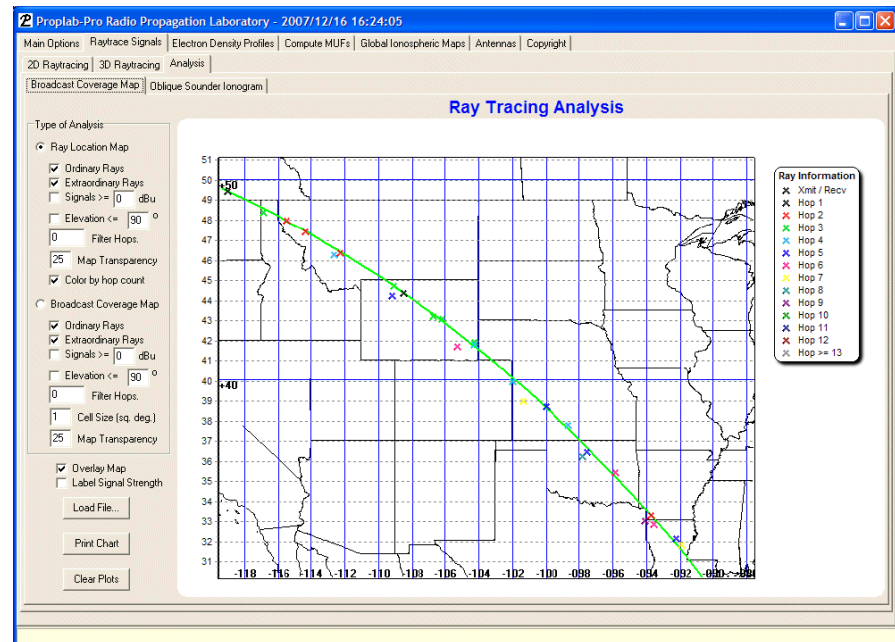 Proplab-Pro Radio Propagation Laboratory - 2007/12/16 16:24:05
Main Options Raytrace Signals Electron Density Profiles Compute MUFs Global Ionospheric Maps Antennas Copyright
2D Raytracing 3D Raytracing Analysis
Broadcast Coverage Map Oblique Sounder Ionogram
Ray Tracing Analysis
Type of Analysis
Ray Location Map
Ordinary Rays
Extraordinary Rays
Signals >= 0 dBu
Elevation <= 90 °
0 Filter Hops.
25 Map Transparency
Color by hop count
Broadcast Coverage Map
Ordinary Rays
Extraordinary Rays
Signals >= 0 dBu
Elevation <= 90 °
0 Filter Hops.
1 Cell Size (sq. deg.)
25 Map Transparency
Overlay Map
Label Signal Strength
Load File...
Print Chart
Clear Plots
51
50
49
48
47
46
45
44
43
42
41
40
39
38
37
36
35
34
33
32
31
+50
+40
-118 -116 -114 -112 -110 -108 -106 -104 -102 -100 -98 -96 -94 -92
Ray Information
Xmit / Recv
Hop 1
Hop 2
Hop 3
Hop 4
Hop 5
Hop 6
Hop 7
Hop 8
Hop 9
Hop 10
Hop 11
Hop 12
Hop >= 13